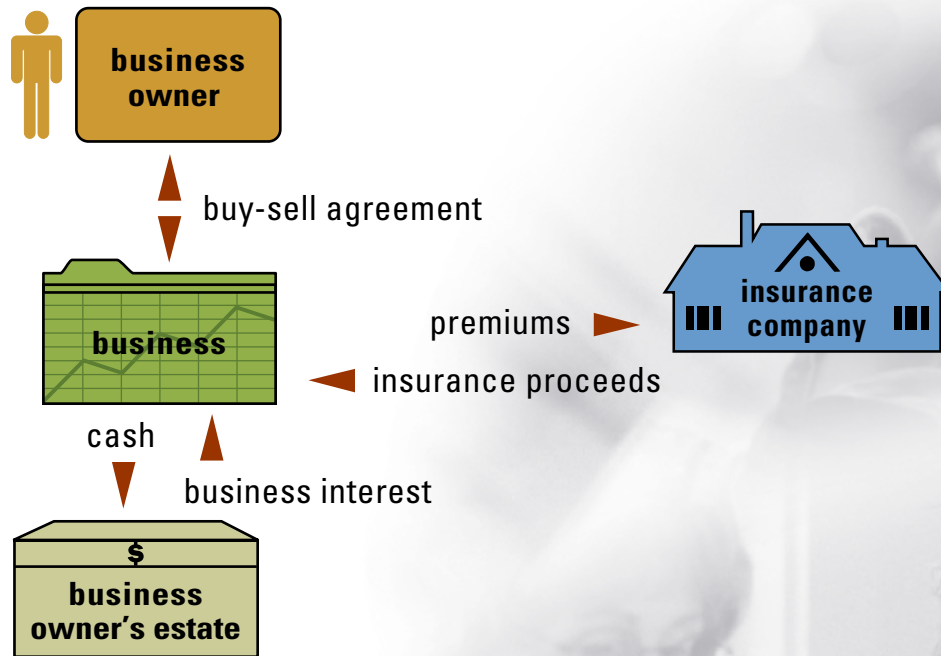 business
owner
buy-sell agreement
insurance
company
premiums
business
insurance proceeds
cash
business interest
$
business
owner's estate